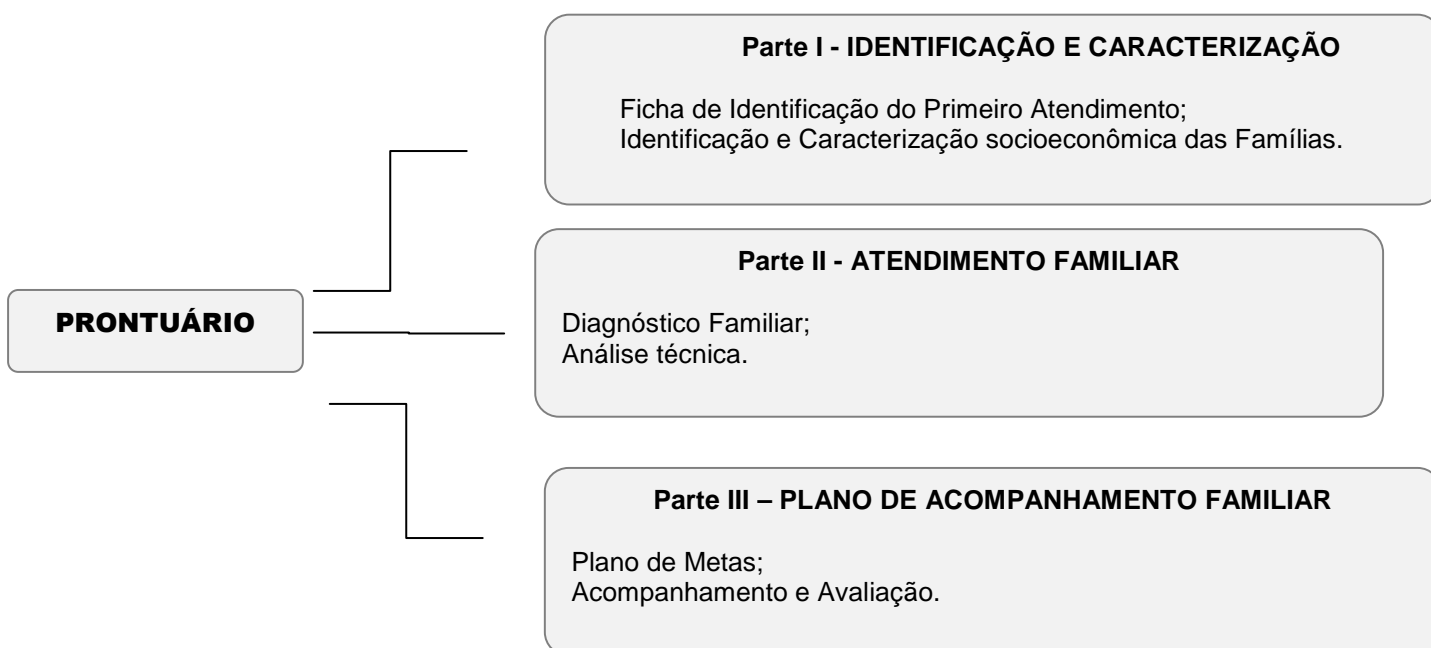 Parte I - IDENTIFICAÇÃO E CARACTERIZAÇÃO
Ficha de Identificação do Primeiro Atendimento;
Identificação e Caracterização socioeconômica das Famílias.
PRONTUÁRIO
Parte II - ATENDIMENTO FAMILIAR
Diagnóstico Familiar;
Análise técnica.
Parte III – PLANO DE ACOMPANHAMENTO FAMILIAR
Plano de Metas;
Acompanhamento e Avaliação.